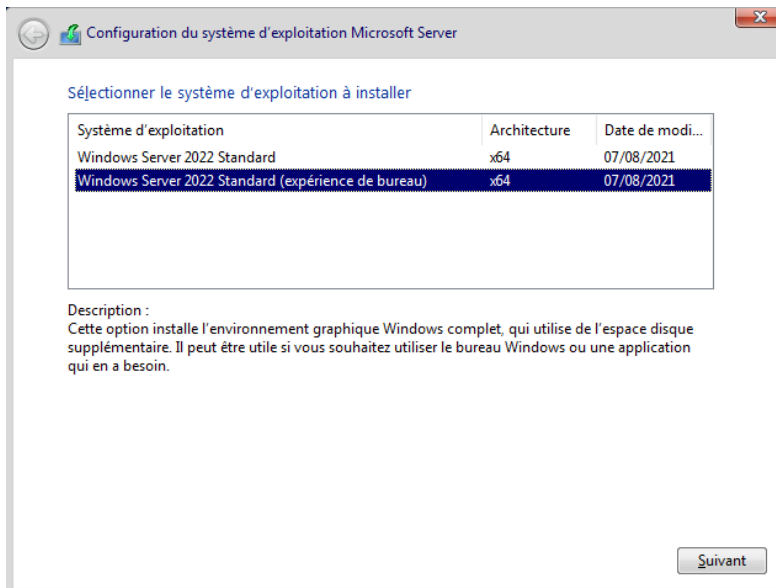 Configuration du système d'exploitation Microsoft Server
Sélectionner le système d'exploitation à installer
Système d'exploitation Architecture Date de modi...
Windows Server 2022 Standard x64 07/08/2021
Windows Server 2022 Standard (expérience de bureau) x64 07/08/2021
Description :
Cette option installe l'environnement graphique Windows complet, qui utilise de l'espace disque
supplémentaire. Il peut être utile si vous souhaitez utiliser le bureau Windows ou une application
qui en a besoin.
Suivant